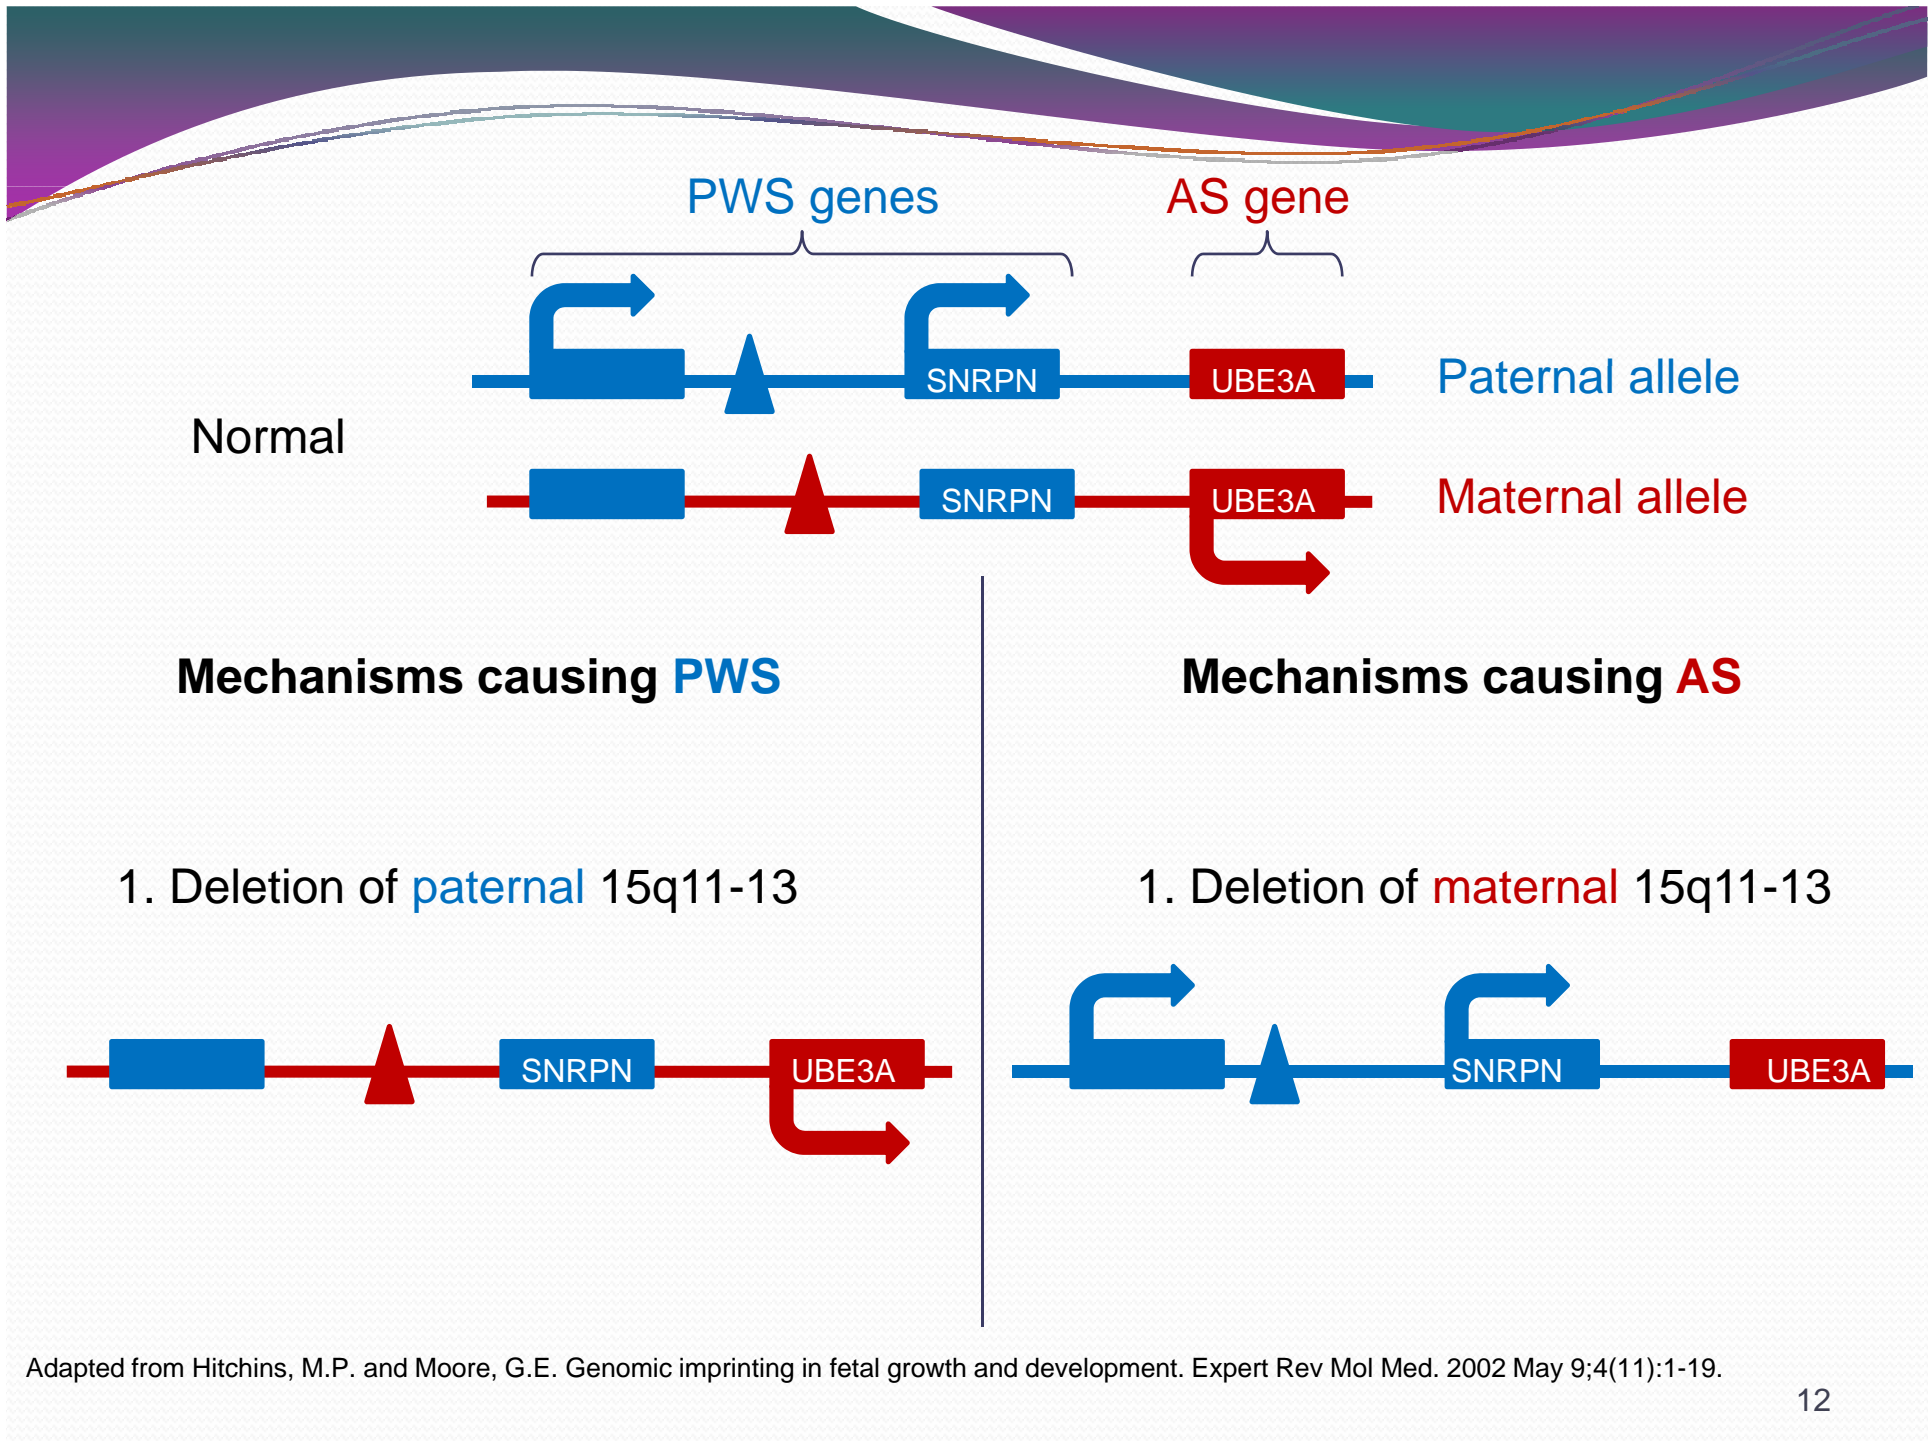 PWS genes
AS gene
SNRPN
UBE3A
Paternal allele
Normal
SNRPN
UBE3A
Maternal allele
Mechanisms causing PWS
Mechanisms causing AS
1. Deletion of paternal 15q11-13
1. Deletion of maternal 15q11-13
SNRPN
UBE3A
SNRPN
UBE3A
Adapted from Hitchins, M.P. and Moore, G.E. Genomic imprinting in fetal growth and development. Expert Rev Mol Med. 2002 May 9;4(11):1-19.
12